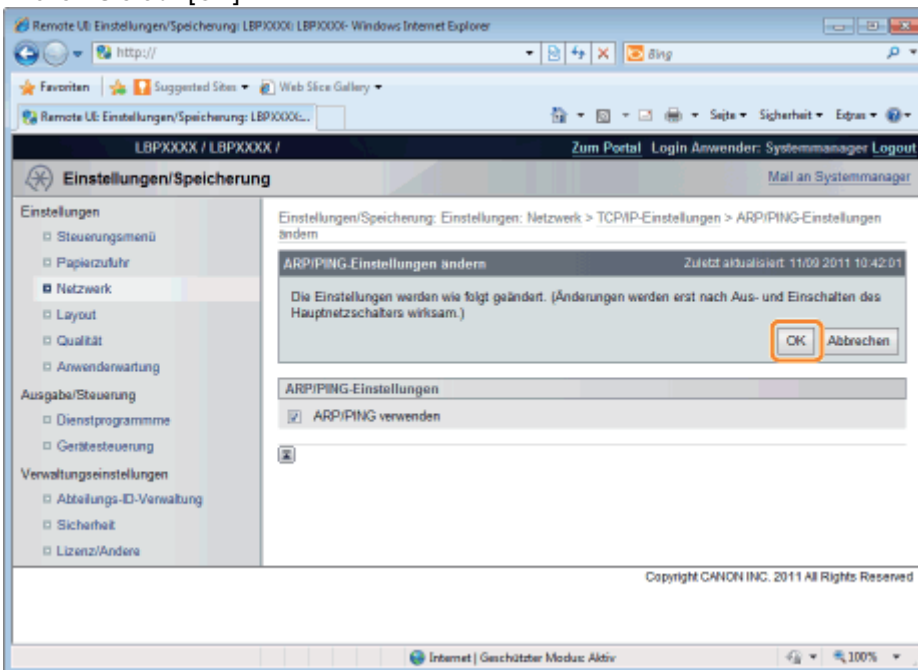 Remote UI: Einstellungen/Speicherung: LBPXXXX: LBPXXXX- Windows Internet Explorer
http://
Bing
Favoriten
Suggested Sites
Web Slice Gallery
Remote UI: Einstellungen/Speicherung: LBPXXXX:...
Seite
Sicherheit
Extras
LBPXXXX / LBPXXXX /
Zum Portal
Login Anwender: Systemmanager
Logout
Einstellungen/Speicherung
Mail an Systemmanager
Einstellungen
Steuerungsmenü
Papierzufuhr
Netzwerk
Layout
Qualität
Anwenderwartung
Ausgabe/Steuerung
Dienstprogrammme
Gerätesteuerung
Verwaltungseinstellungen
Abteilungs-ID-Verwaltung
Sicherheit
Lizenz/Andere
Einstellungen/Speicherung: Einstellungen: Netzwerk > TCP/IP-Einstellungen > ARP/PING-Einstellungen
ändern
ARP/PING-Einstellungen ändern
Zuletzt aktualisiert: 11/09 2011 10:42:01
Die Einstellungen werden wie folgt geändert. (Änderungen werden erst nach Aus- und Einschalten des
Hauptnetzschalters wirksam.)
OK
Abbrechen
ARP/PING-Einstellungen
ARP/PING verwenden
Copyright CANON INC. 2011 All Rights Reserved
Internet | Geschützter Modus: Aktiv
100%